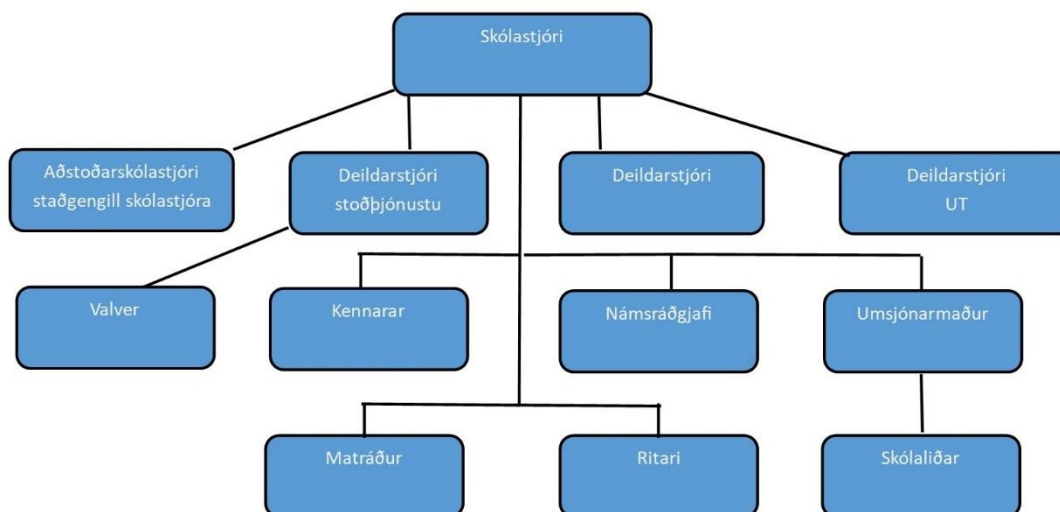 Skólastjóri
Aðstoðarskólastjóri
staðgengill skólastjóra
Deildarstjóri
stoðþjónustu
Deildarstjóri
Deildarstjóri
UT
Valver
Kennarar
Námsráðgjafi
Umsjónarmaður
Matráður
Ritari
Skólaliðar